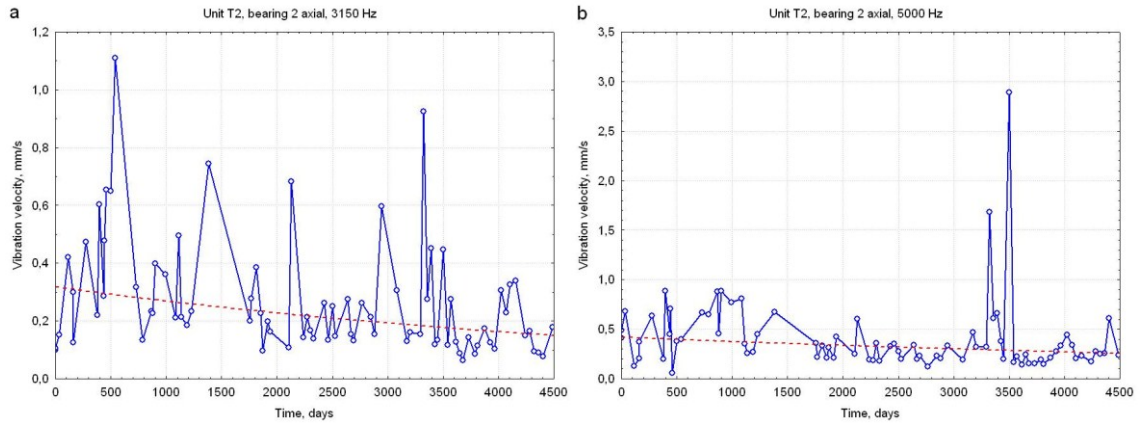 a
Unit T2, bearing 2 axial, 3150 Hz
Vibration velocity, mm/s
1,2
1,0
0,8
0,6
0,4
0,2
0,0
0 500 1000 1500 2000 2500 3000 3500 4000 4500
Time, days
b
Unit T2, bearing 2 axial, 5000 Hz
Vibration velocity, mm/s
3,5
3,0
2,5
2,0
1,5
1,0
0,5
0,0
0 500 1000 1500 2000 2500 3000 3500 4000 4500
Time, days